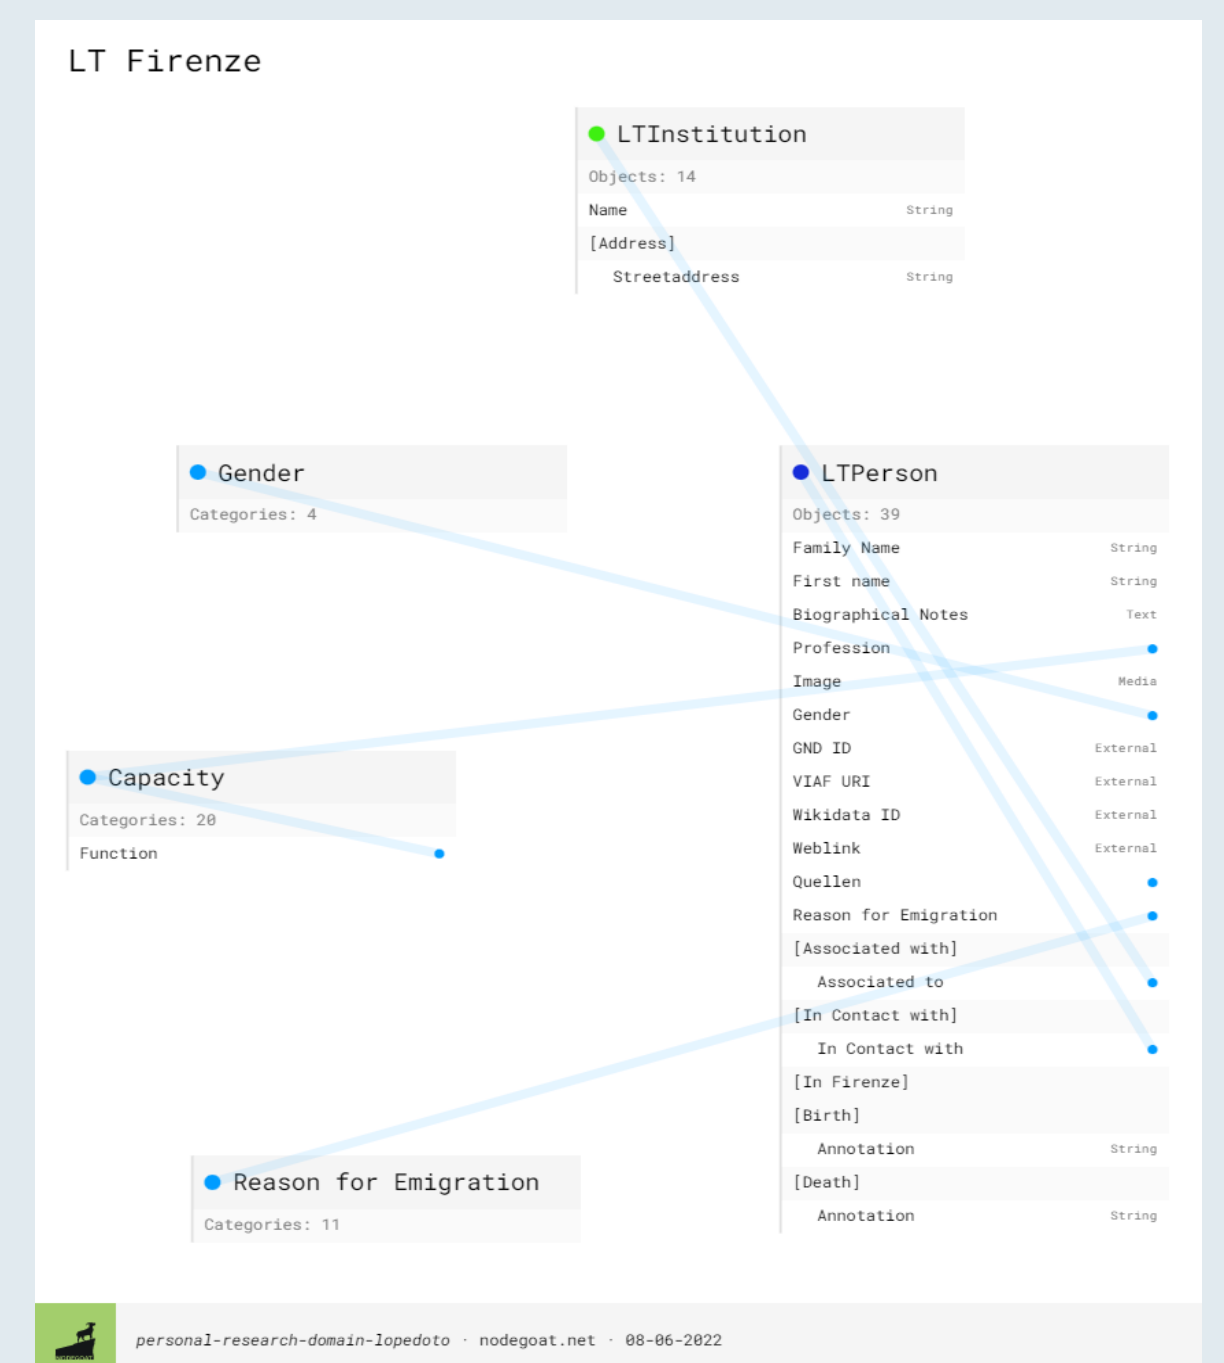 LT Firenze
LTInstitution
Objects: 14
Name String
[Address]
Streetaddress String
Gender
Categories: 4
LTPerson
Objects: 39
Family Name String
First name String
Biographical Notes Text
Profession
Image Media
Gender
GND ID External
VIAF URI External
Wikidata ID External
Weblink External
Quellen
Reason for Emigration
[Associated with]
Associated to
[In Contact with]
In Contact with
[In Firenze]
[Birth]
Annotation String
[Death]
Annotation String
Capacity
Categories: 20
Function
Reason for Emigration
Categories: 11
NODEGOAT
personal-research-domain-lopedoto · nodegoat.net · 08-06-2022